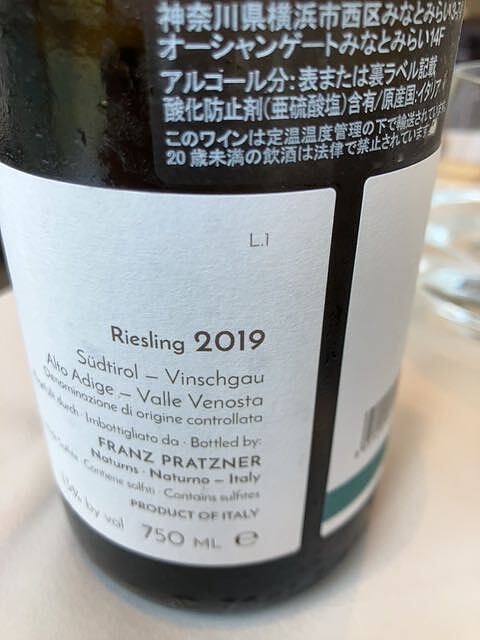 神奈川県横浜市西区みなとみらい
オーシャンゲートみなとみらい14F
アルコール分:表または裏ラベル記載
酸化防止剤(亜硫酸塩)含有/原産国:イタリア
このワインは定温温度管理の下で輸送されています
20歳未満の飲酒は法律で禁止されています
L.1
Riesling 2019
Südtirol – Vinschgau
Alto Adige – Valle Venosta
Denominazione di origine controllata
durch · Imbottigliato da · Bottled by:
FRANZ PRATZNER
Naturns · Naturno – Italy
Contiene solfiti · Contains sulfites
PRODUCT OF ITALY
% by vol 750 ML ℮